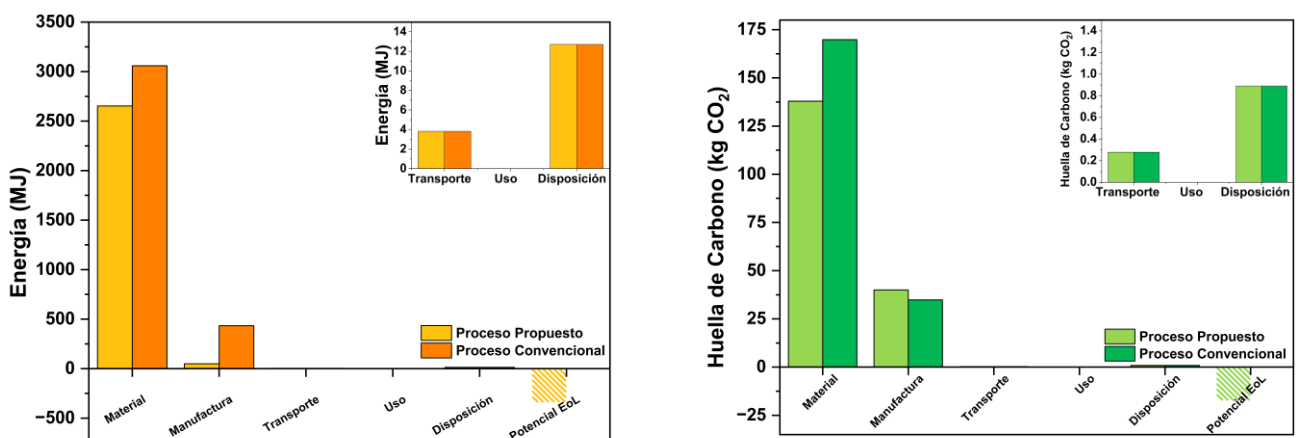 Energía (MJ)
3500
3000
2500
2000
1500
1000
500
0
−500
Material
Manufactura
Transporte
Uso
Disposición
Potencial EoL
Proceso Propuesto
Proceso Convencional
Energía (MJ)
14
12
10
8
6
4
2
0
Transporte
Uso
Disposición
Huella de Carbono (kg CO₂)
175
150
125
100
75
50
25
0
−25
Material
Manufactura
Transporte
Uso
Disposición
Potencial EoL
Proceso Propuesto
Proceso Convencional
Huella de Carbono (kg CO₂)
1.4
1.2
1.0
0.8
0.6
0.4
0.2
0.0
Transporte
Uso
Disposición